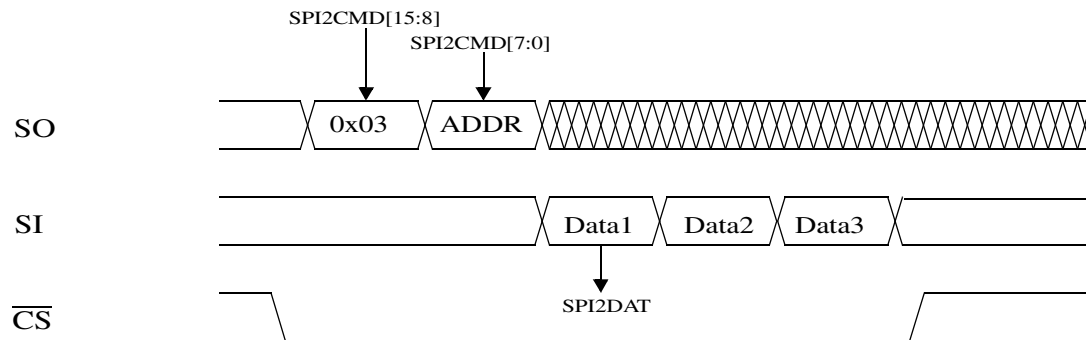 SPI2CMD[15:8]
SPI2CMD[7:0]
SO 0x03 ADDR
SI Data1 Data2 Data3
SPI2DAT
CS